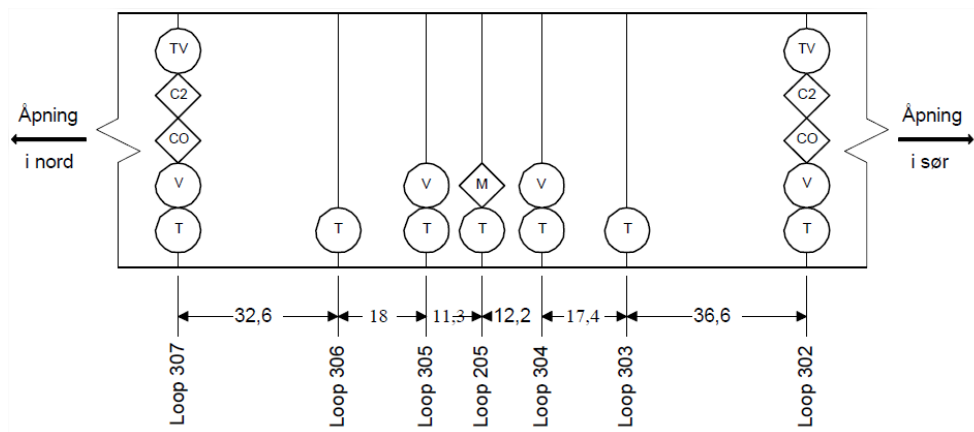 TV TV
C2 C2
Åpning CO CO Åpning
i nord V V M V V i sør
T T T T T T T
32,6 18 11,3 12,2 17,4 36,6
Loop 307
Loop 306
Loop 305
Loop 205
Loop 304
Loop 303
Loop 302